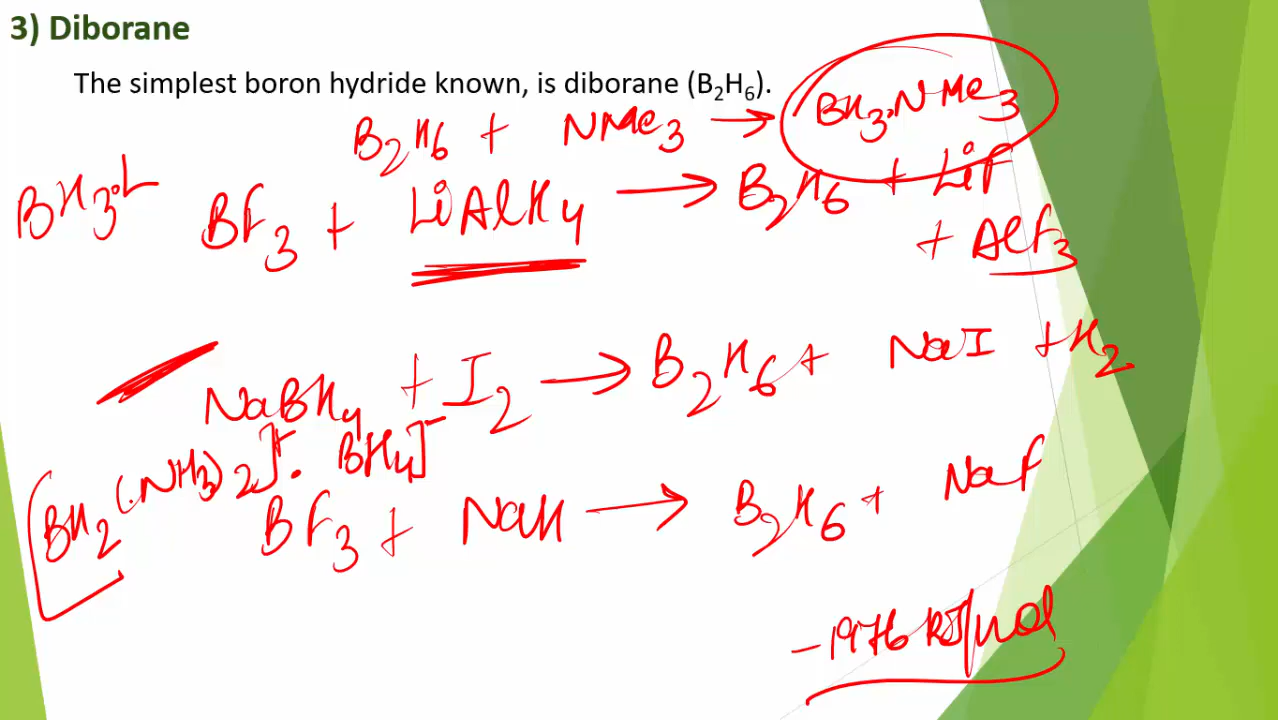 3) Diborane
The simplest boron hydride known, is diborane (B₂H₆).
B₂H₆ + NMe₃ → BH₃.NMe₃
BH₃:L
BF₃ + LiAlH₄ → B₂H₆ + LiF
+ AlF₃
NaBH₄ + I₂ → B₂H₆ + NaI + H₂
[BH₂(NH₃)₂]⁺. BH₄]⁻
BF₃ + NaH → B₂H₆ + NaF
-1976 KJ/mol